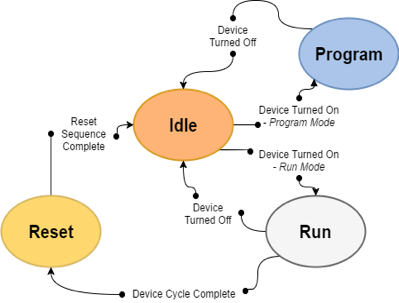 Device
Turned Off
Program
Reset
Sequence
Complete
Idle
Device Turned On
- Program Mode
Device Turned On
- Run Mode
Device
Turned Off
Reset
Run
Device Cycle Complete